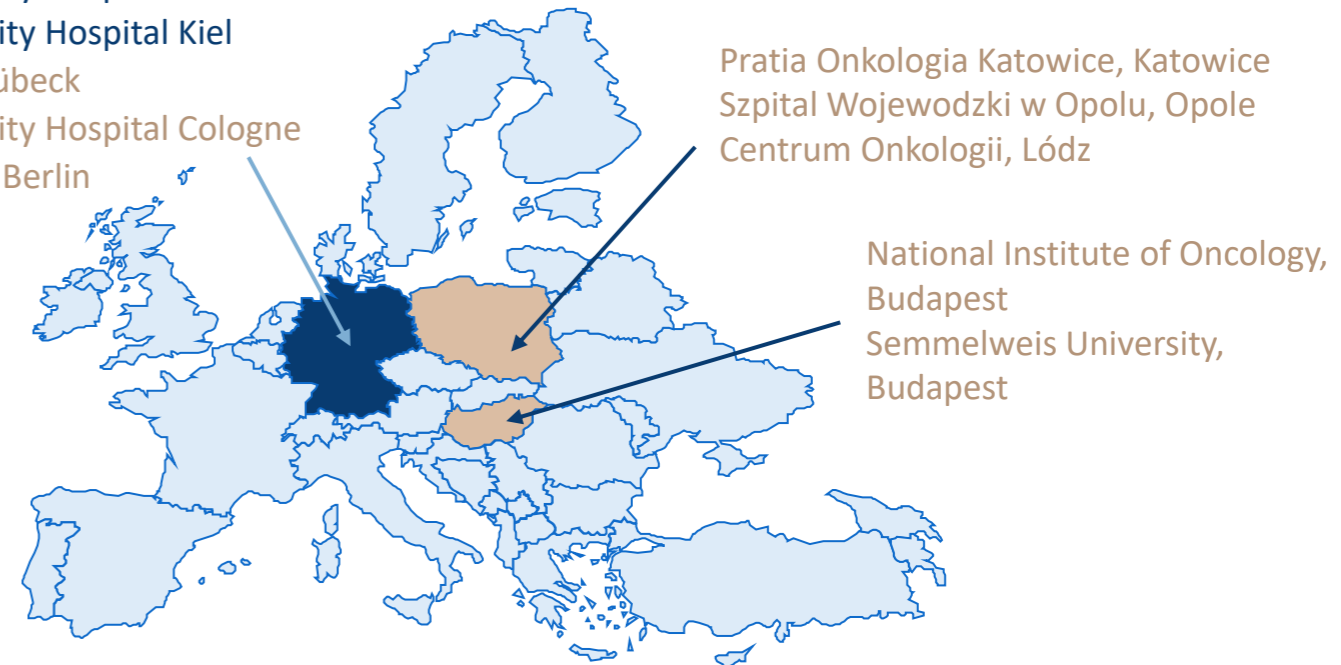 ity Hospital Kiel
übeck
ity Hospital Cologne
Berlin
Pratia Onkologia Katowice, Katowice
Szpital Wojewodzki w Opolu, Opole
Centrum Onkologii, Lódz
National Institute of Oncology,
Budapest
Semmelweis University,
Budapest